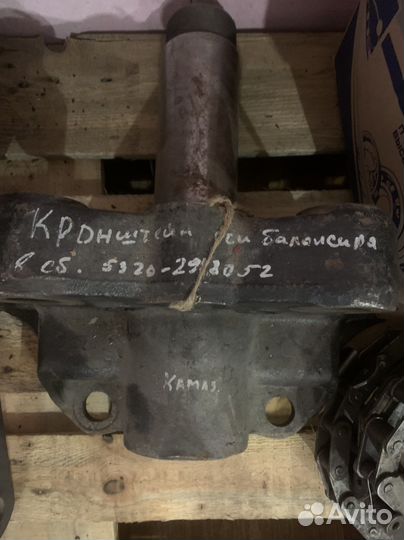 Кронштейн оси балансира
в сб. 5320-2918052
КАМАЗ
Avito